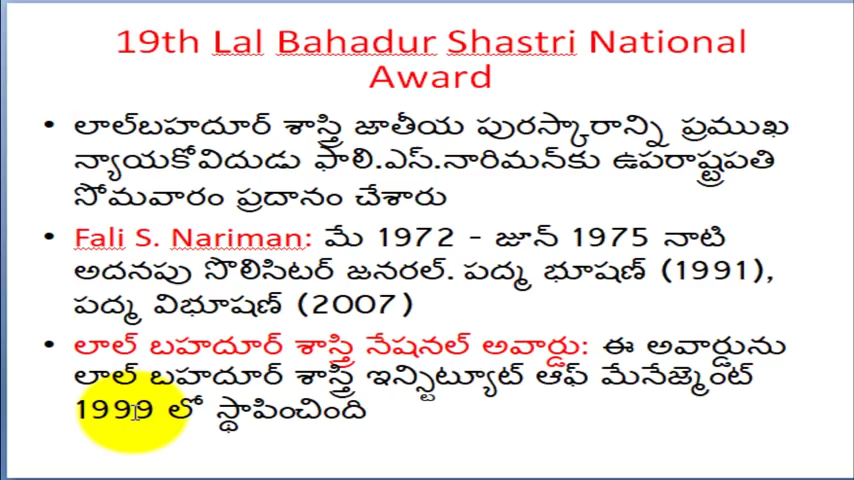 19th Lal Bahadur Shastri National
Award
• లాల్‌బహదూర్ శాస్త్రి జాతీయ పురస్కారాన్ని ప్రముఖ
న్యాయకోవిదుడు ఫాలి.ఎస్.నారిమన్‌కు ఉపరాష్ట్రపతి
సోమవారం ప్రదానం చేశారు
• Fali S. Nariman: మే 1972 - జూన్ 1975 నాటి
అదనపు సొలిసిటర్ జనరల్. పద్మ భూషణ్ (1991),
పద్మ విభూషణ్ (2007)
• లాల్ బహదూర్ శాస్త్రి నేషనల్ అవార్డు: ఈ అవార్డును
లాల్ బహదూర్ శాస్త్రీ ఇన్స్టిట్యూట్ ఆఫ్ మేనేజ్మెంట్
1999 లో స్థాపించింది